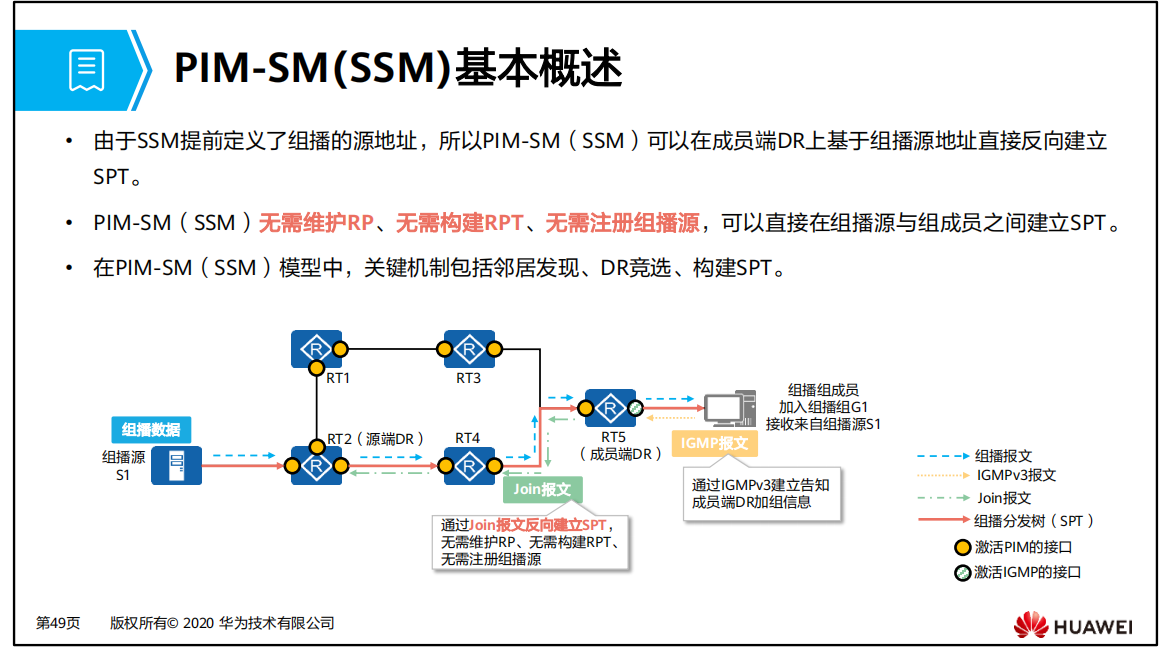 PIM-SM(SSM)基本概述
• 由于SSM提前定义了组播的源地址，所以PIM-SM（SSM）可以在成员端DR上基于组播源地址直接反向建立
SPT。
• PIM-SM（SSM）无需维护RP、无需构建RPT、无需注册组播源，可以直接在组播源与组成员之间建立SPT。
• 在PIM-SM（SSM）模型中，关键机制包括邻居发现、DR竞选、构建SPT。
R
R
RT1
RT3
组播组成员
加入组播组G1
接收来自组播源S1
R
RT5
（成员端DR）
组播数据
组播源
S1
RT2（源端DR）
RT4
R
R
IGMP报文
通过IGMPv3建立告知
成员端DR加组信息
Join报文
通过Join报文反向建立SPT，
无需维护RP、无需构建RPT、
无需注册组播源
组播报文
IGMPv3报文
Join报文
组播分发树（SPT）
激活PIM的接口
激活IGMP的接口
第49页 版权所有© 2020 华为技术有限公司
HUAWEI